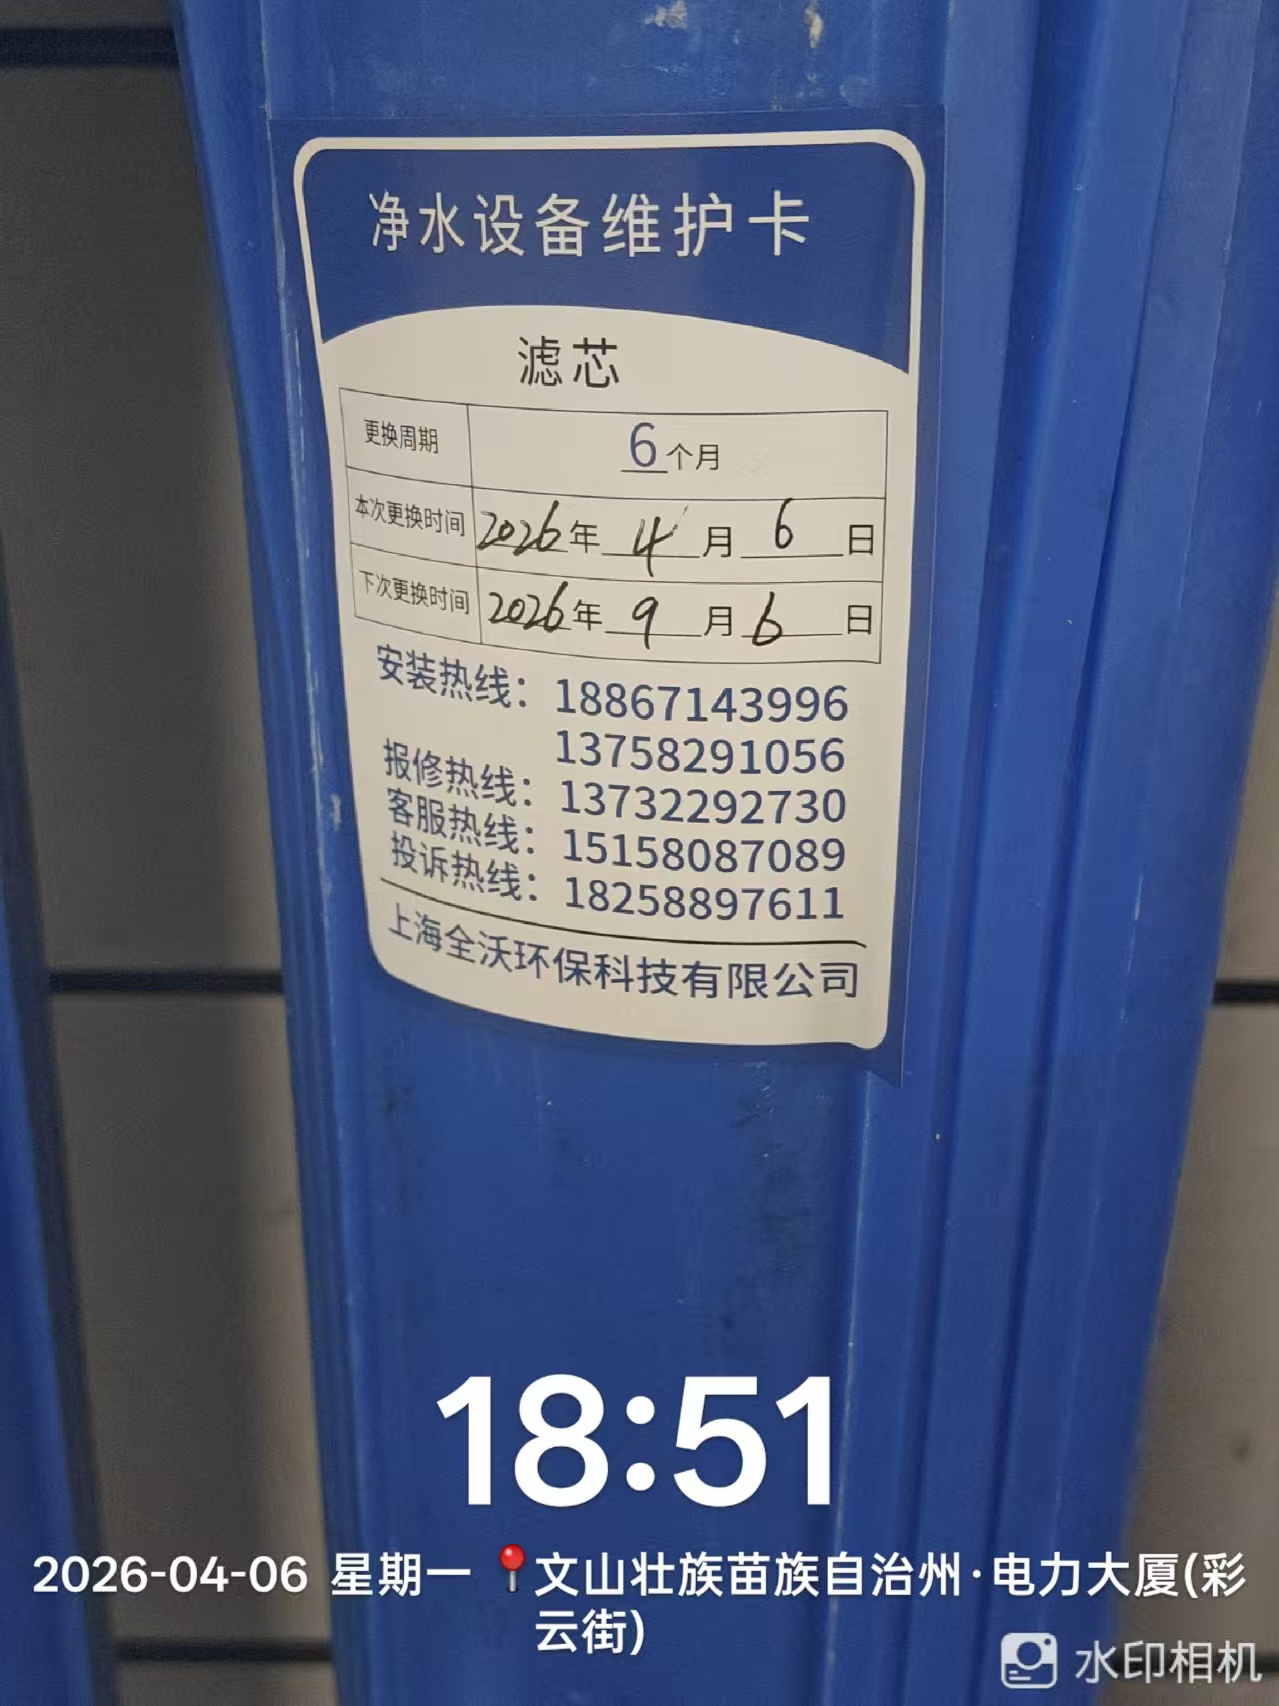 净水设备维护卡
滤芯
更换周期 6个月
本次更换时间 2026年4月6日
下次更换时间 2026年9月6日
安装热线：18867143996
13758291056
报修热线：13732292730
客服热线：15158087089
投诉热线：18258897611
上海全沃环保科技有限公司
18:51
2026-04-06 星期一 文山壮族苗族自治州·电力大厦(彩
云街)
水印相机